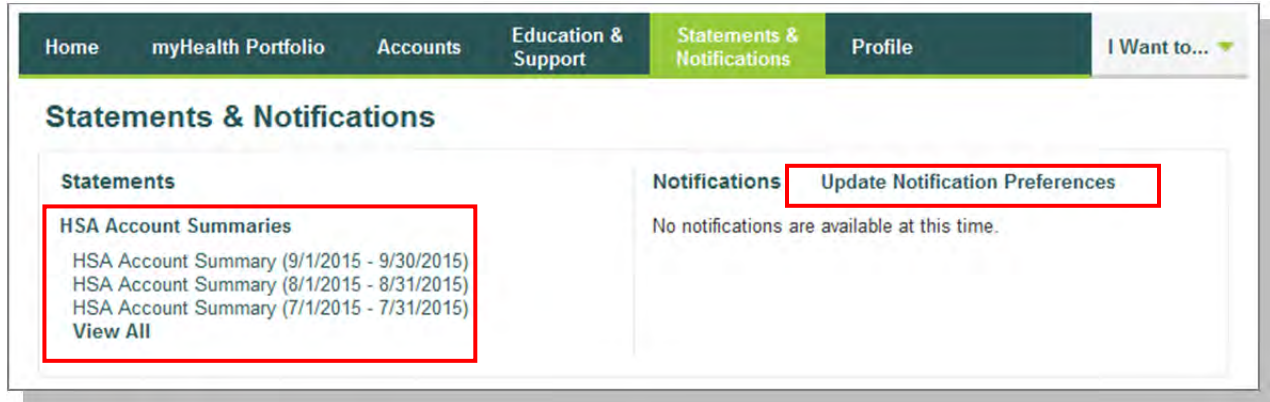 Home myHealth Portfolio Accounts Education & Support Statements & Notifications Profile I Want to...
Statements & Notifications
Statements
HSA Account Summaries
HSA Account Summary (9/1/2015 - 9/30/2015)
HSA Account Summary (8/1/2015 - 8/31/2015)
HSA Account Summary (7/1/2015 - 7/31/2015)
View All
Notifications Update Notification Preferences
No notifications are available at this time.